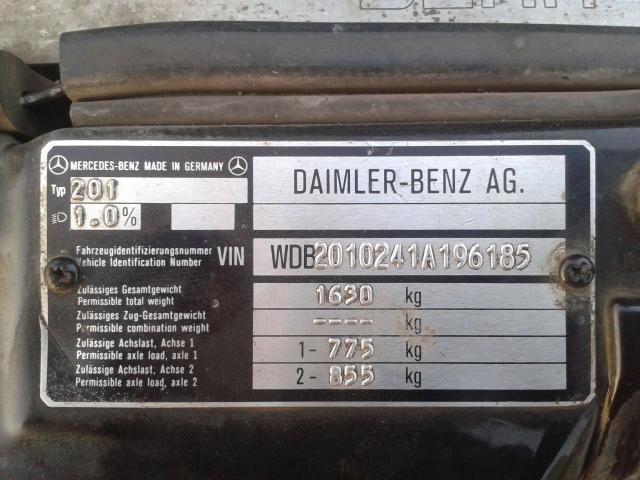 MERCEDES-BENZ MADE IN GERMANY
Typ 201
DAIMLER-BENZ AG.
1.0%
Fahrzeugidentifizierungsnummer
Vehicle Identification Number
VIN
WDB2010241A196185
Zulässiges Gesamtgewicht
Permissible total weight
1630 kg
Zulässiges Zug-Gesamtgewicht
Permissible combination weight
---- kg
Zulässige Achslast, Achse 1
Permissible axle load, axle 1
1- 775 kg
Zulässige Achslast, Achse 2
Permissible axle load, axle 2
2- 855 kg